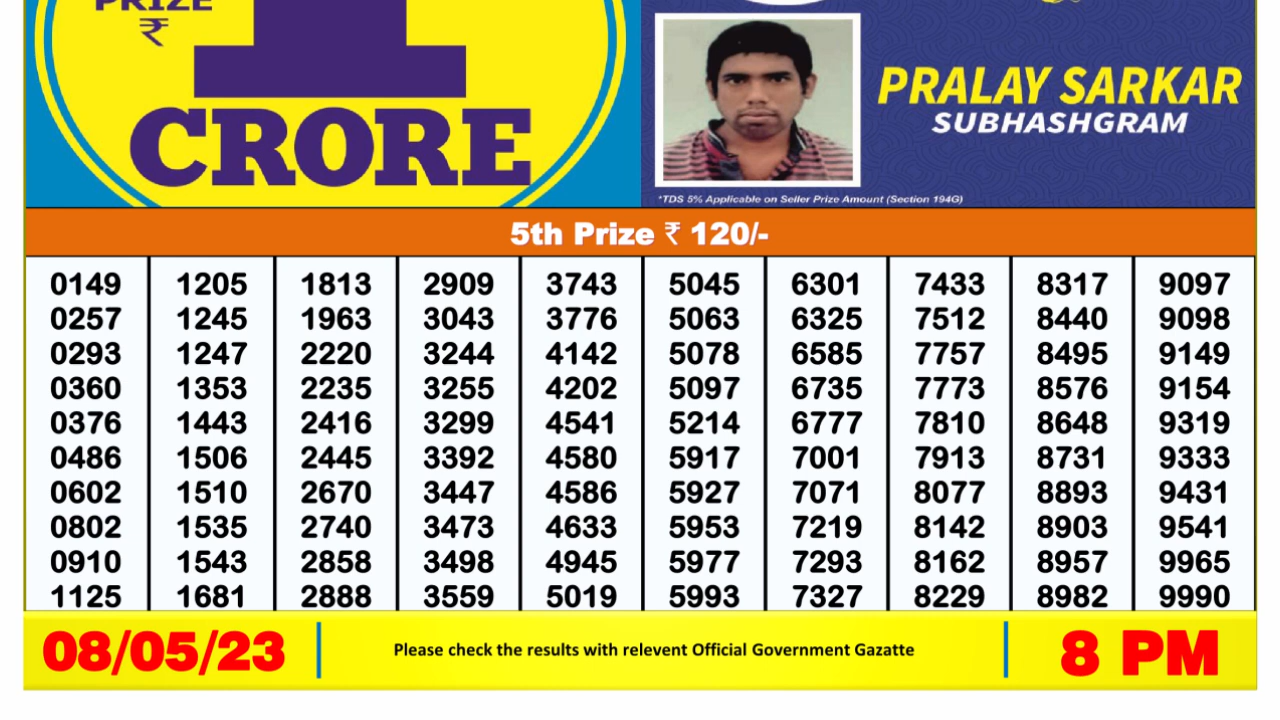 PRIZE
₹
1
CRORE
PRALAY SARKAR
SUBHASHGRAM
*TDS 5% Applicable on Seller Prize Amount (Section 194G)
5th Prize ₹ 120/-
0149 1205 1813 2909 3743 5045 6301 7433 8317 9097
0257 1245 1963 3043 3776 5063 6325 7512 8440 9098
0293 1247 2220 3244 4142 5078 6585 7757 8495 9149
0360 1353 2235 3255 4202 5097 6735 7773 8576 9154
0376 1443 2416 3299 4541 5214 6777 7810 8648 9319
0486 1506 2445 3392 4580 5917 7001 7913 8731 9333
0602 1510 2670 3447 4586 5927 7071 8077 8893 9431
0802 1535 2740 3473 4633 5953 7219 8142 8903 9541
0910 1543 2858 3498 4945 5977 7293 8162 8957 9965
1125 1681 2888 3559 5019 5993 7327 8229 8982 9990
08/05/23
Please check the results with relevent Official Government Gazatte
8 PM